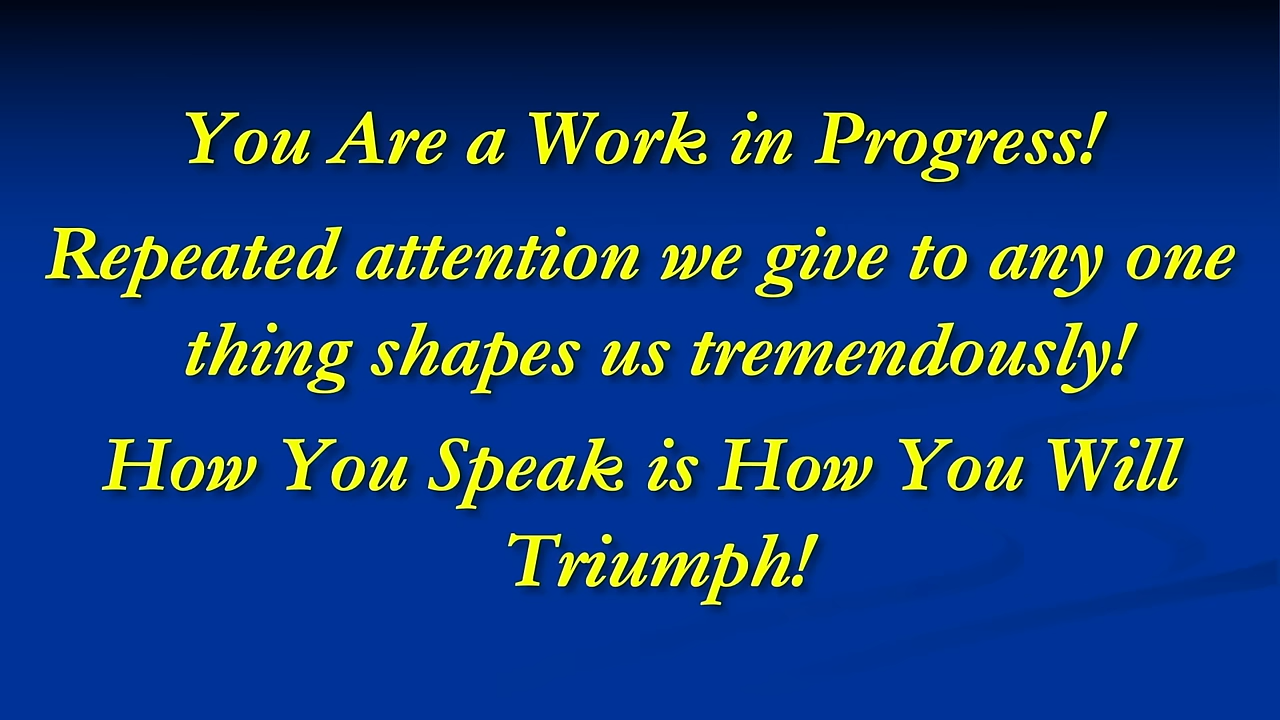 You Are a Work in Progress!
Repeated attention we give to any one
thing shapes us tremendously!
How You Speak is How You Will
Triumph!